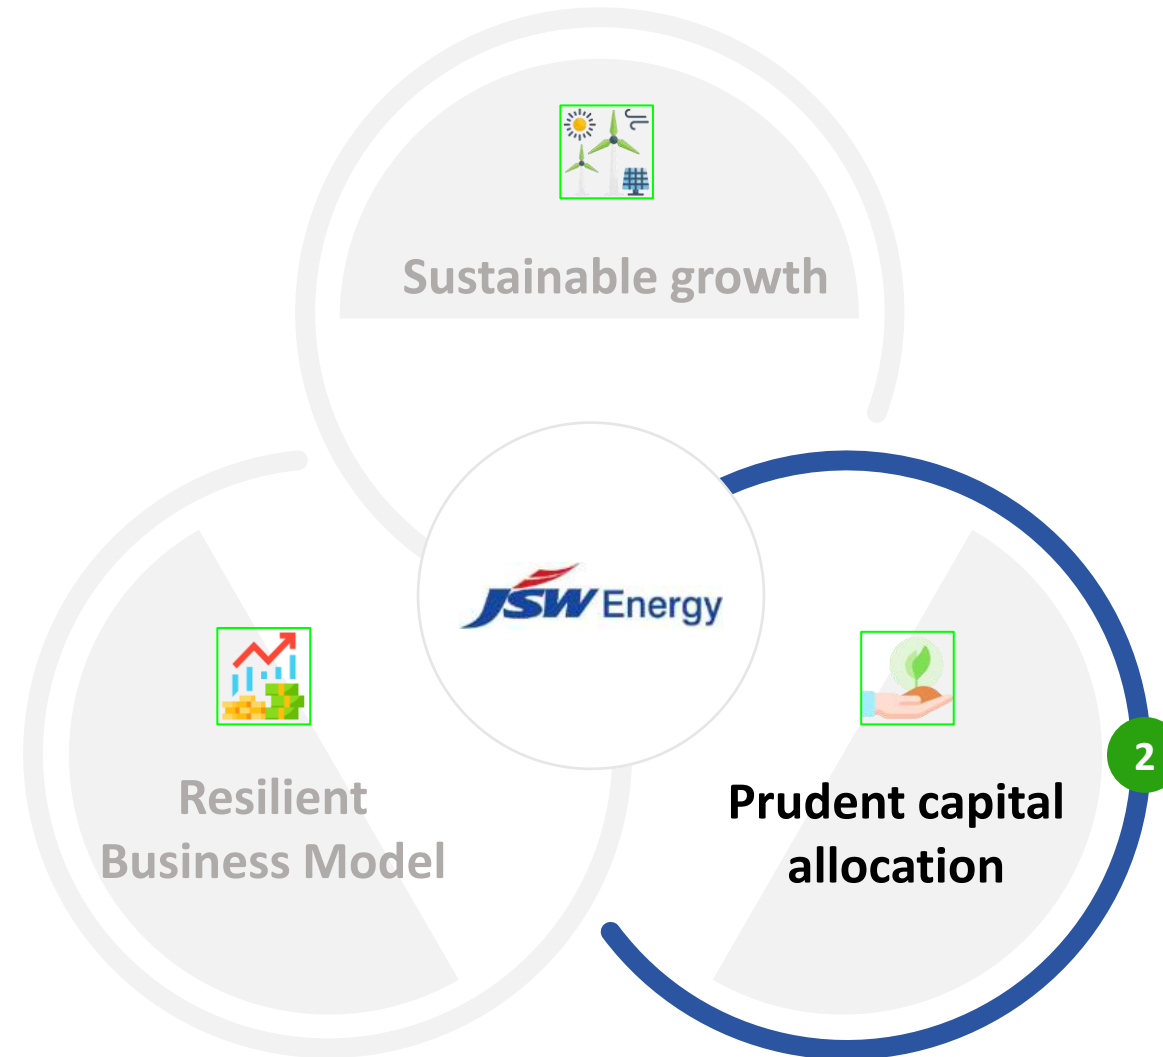 Sustainable growth
JSW Energy
Resilient
Business Model
Prudent capital
allocation
2